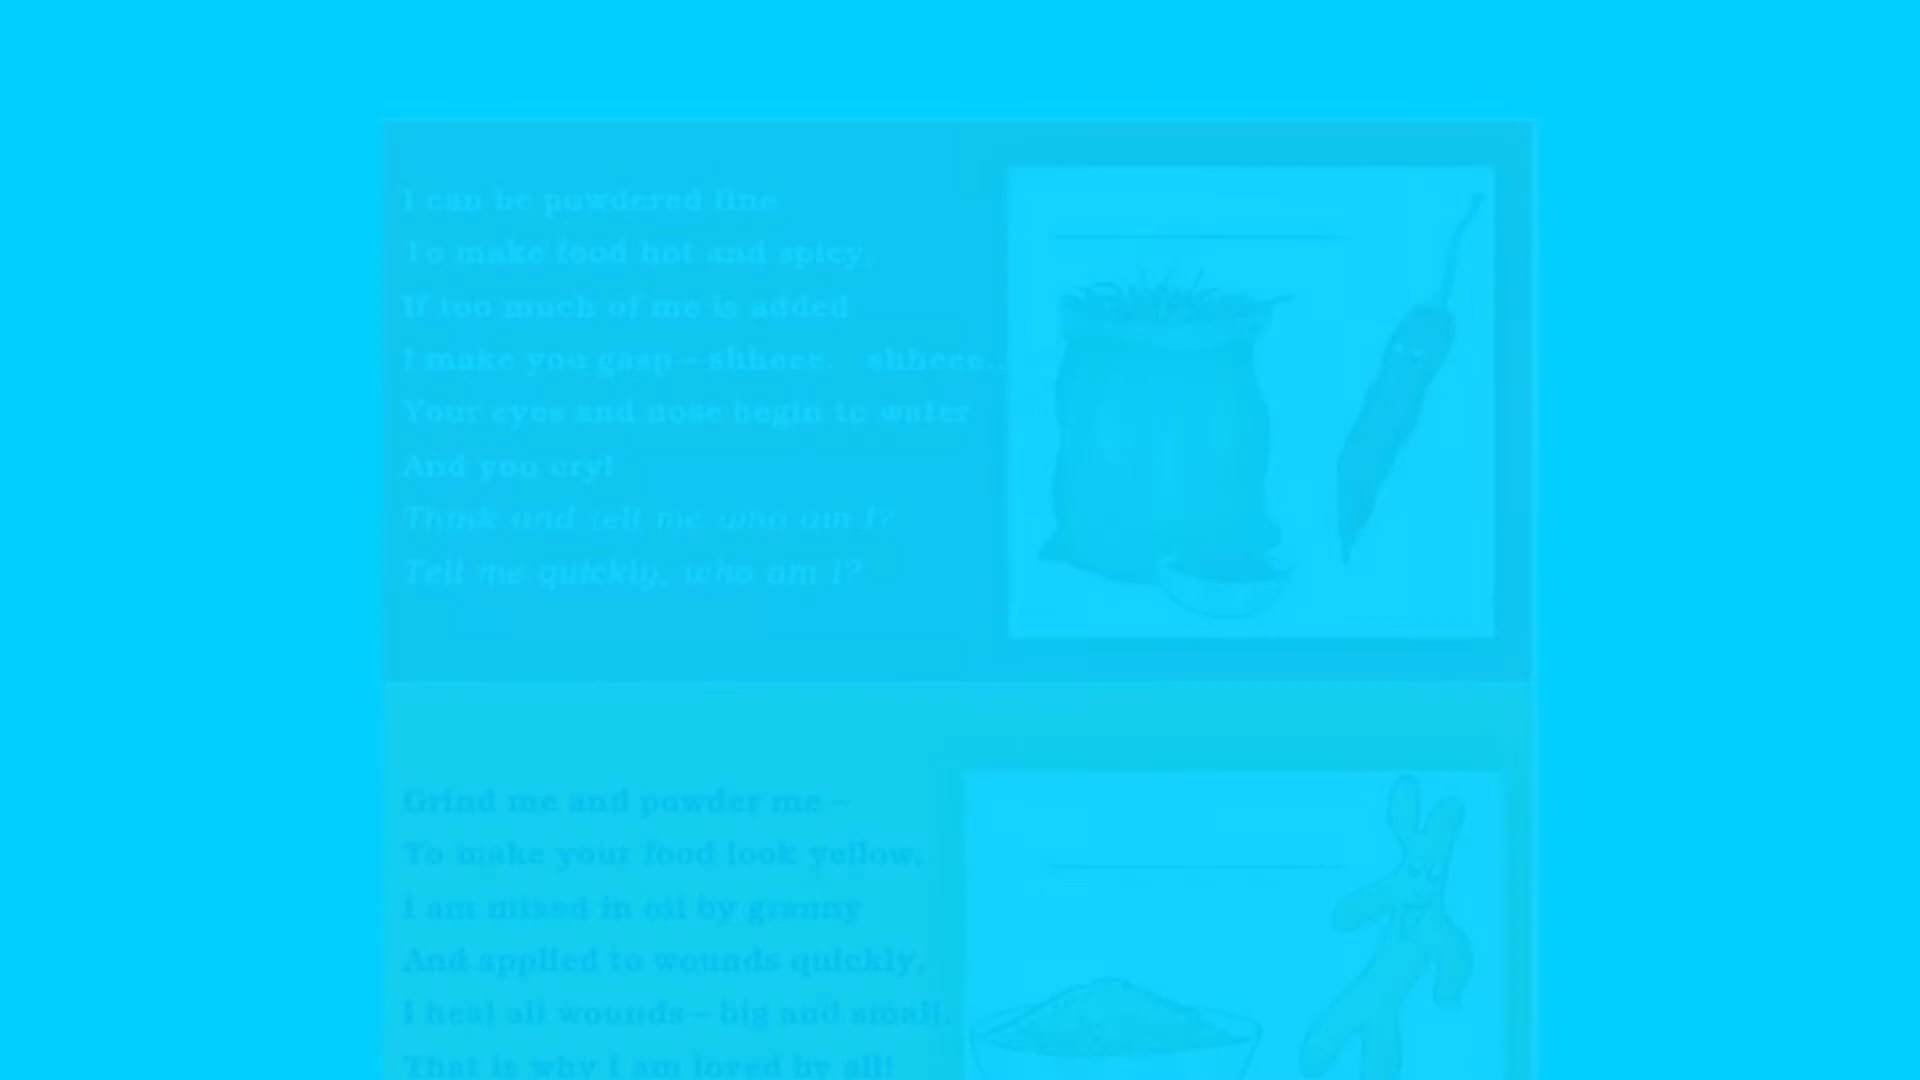 I can be powdered fine
To make food hot and spicy,
If too much of me is added
I make you gasp – shheee... shheee..
Your eyes and nose begin to water
And you cry!
Think and tell me who am I?
Tell me quickly, who am I?
Grind me and powder me –
To make your food look yellow,
I am mixed in oil by granny
And applied to wounds quickly,
I heal all wounds – big and small,
That is why I am loved by all!